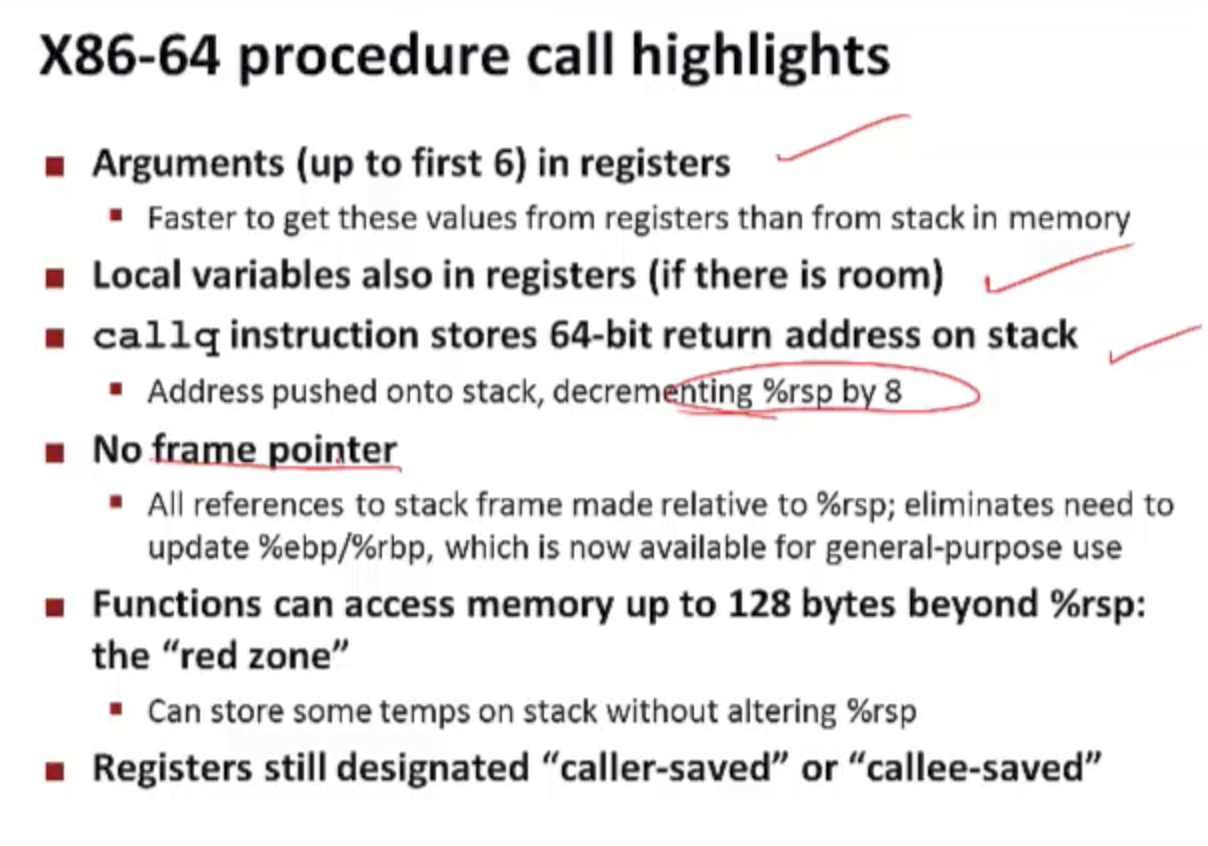 X86-64 procedure call highlights
Arguments (up to first 6) in registers
Faster to get these values from registers than from stack in memory
Local variables also in registers (if there is room)
callq instruction stores 64-bit return address on stack
Address pushed onto stack, decrementing %rsp by 8
No frame pointer
All references to stack frame made relative to %rsp; eliminates need to
update %ebp/%rbp, which is now available for general-purpose use
Functions can access memory up to 128 bytes beyond %rsp:
the “red zone”
Can store some temps on stack without altering %rsp
Registers still designated “caller-saved” or “callee-saved”